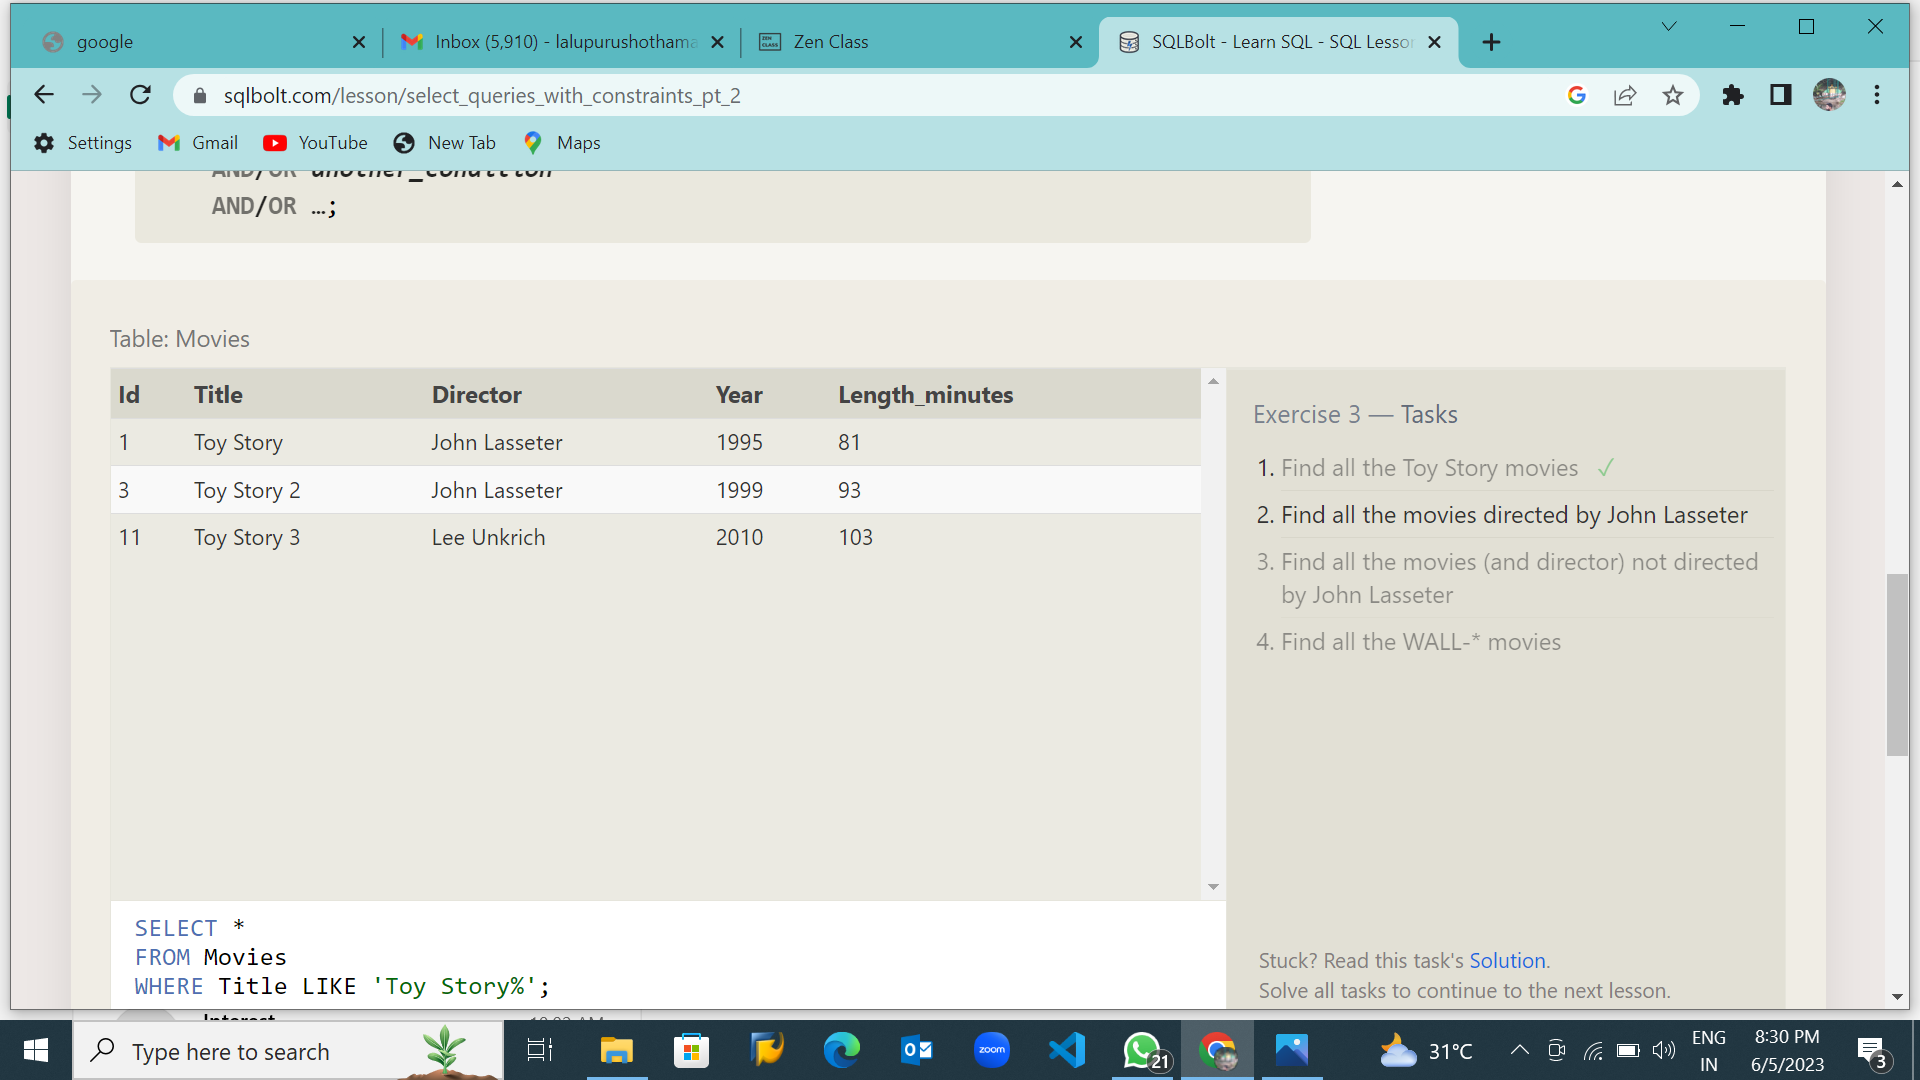 google
Inbox (5,910) - lalupurushothama
Zen Class
SQLBolt - Learn SQL - SQL Lesson
sqlbolt.com/lesson/select_queries_with_constraints_pt_2
Settings
Gmail
YouTube
New Tab
Maps
AND/OR another_condition
AND/OR …;
Table: Movies
Id Title Director Year Length_minutes
1 Toy Story John Lasseter 1995 81
3 Toy Story 2 John Lasseter 1999 93
11 Toy Story 3 Lee Unkrich 2010 103
Exercise 3 — Tasks
1. Find all the Toy Story movies ✓
2. Find all the movies directed by John Lasseter
3. Find all the movies (and director) not directed
by John Lasseter
4. Find all the WALL-* movies
SELECT *
FROM Movies
WHERE Title LIKE 'Toy Story%';
Stuck? Read this task's Solution.
Solve all tasks to continue to the next lesson.
Interact
Type here to search
zoom
21
31°C
ENG
IN
8:30 PM
6/5/2023
3